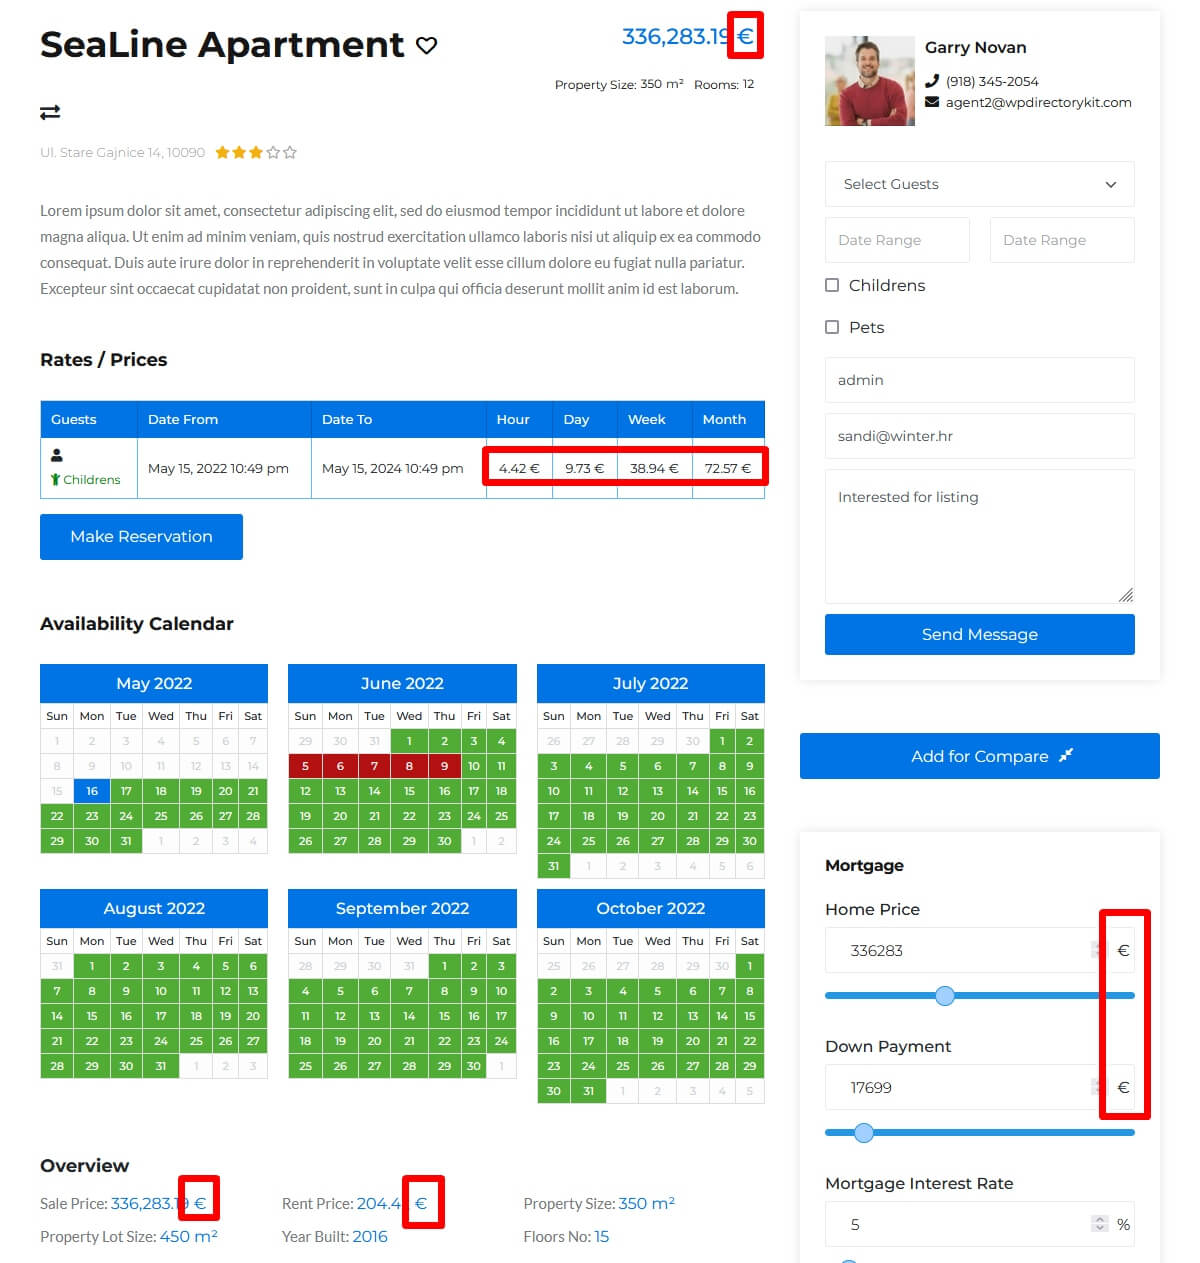 SeaLine Apartment
336,283.19 €
Property Size: 350 m² Rooms: 12
Ul. Stare Gajnice 14, 10090
Lorem ipsum dolor sit amet, consectetur adipiscing elit, sed do eiusmod tempor incididunt ut labore et dolore
magna aliqua. Ut enim ad minim veniam, quis nostrud exercitation ullamco laboris nisi ut aliquip ex ea commodo
consequat. Duis aute irure dolor in reprehenderit in voluptate velit esse cillum dolore eu fugiat nulla pariatur.
Excepteur sint occaecat cupidatat non proident, sunt in culpa qui officia deserunt mollit anim id est laborum.
Rates / Prices
Guests Date From Date To Hour Day Week Month
Childrens May 15, 2022 10:49 pm May 15, 2024 10:49 pm 4.42 € 9.73 € 38.94 € 72.57 €
Make Reservation
Availability Calendar
May 2022
Sun Mon Tue Wed Thu Fri Sat
1 2 3 4 5 6 7
8 9 10 11 12 13 14
15 16 17 18 19 20 21
22 23 24 25 26 27 28
29 30 31 1 2 3 4
June 2022
Sun Mon Tue Wed Thu Fri Sat
29 30 31 1 2 3 4
5 6 7 8 9 10 11
12 13 14 15 16 17 18
19 20 21 22 23 24 25
26 27 28 29 30 1 2
July 2022
Sun Mon Tue Wed Thu Fri Sat
26 27 28 29 30 1 2
3 4 5 6 7 8 9
10 11 12 13 14 15 16
17 18 19 20 21 22 23
24 25 26 27 28 29 30
31 1 2 3 4 5 6
August 2022
Sun Mon Tue Wed Thu Fri Sat
31 1 2 3 4 5 6
7 8 9 10 11 12 13
14 15 16 17 18 19 20
21 22 23 24 25 26 27
28 29 30 31 1 2 3
September 2022
Sun Mon Tue Wed Thu Fri Sat
28 29 30 31 1 2 3
4 5 6 7 8 9 10
11 12 13 14 15 16 17
18 19 20 21 22 23 24
25 26 27 28 29 30 1
October 2022
Sun Mon Tue Wed Thu Fri Sat
25 26 27 28 29 30 1
2 3 4 5 6 7 8
9 10 11 12 13 14 15
16 17 18 19 20 21 22
23 24 25 26 27 28 29
30 31 1 2 3 4 5
Overview
Sale Price: 336,283.19 € Rent Price: 204.4 € Property Size: 350 m²
Property Lot Size: 450 m² Year Built: 2016 Floors No: 15
Garry Novan
(918) 345-2054
agent2@wpdirectorykit.com
Select Guests
Date Range Date Range
Childrens
Pets
admin
sandi@winter.hr
Interested for listing
Send Message
Add for Compare
Mortgage
Home Price
336283 €
Down Payment
17699 €
Mortgage Interest Rate
5 %